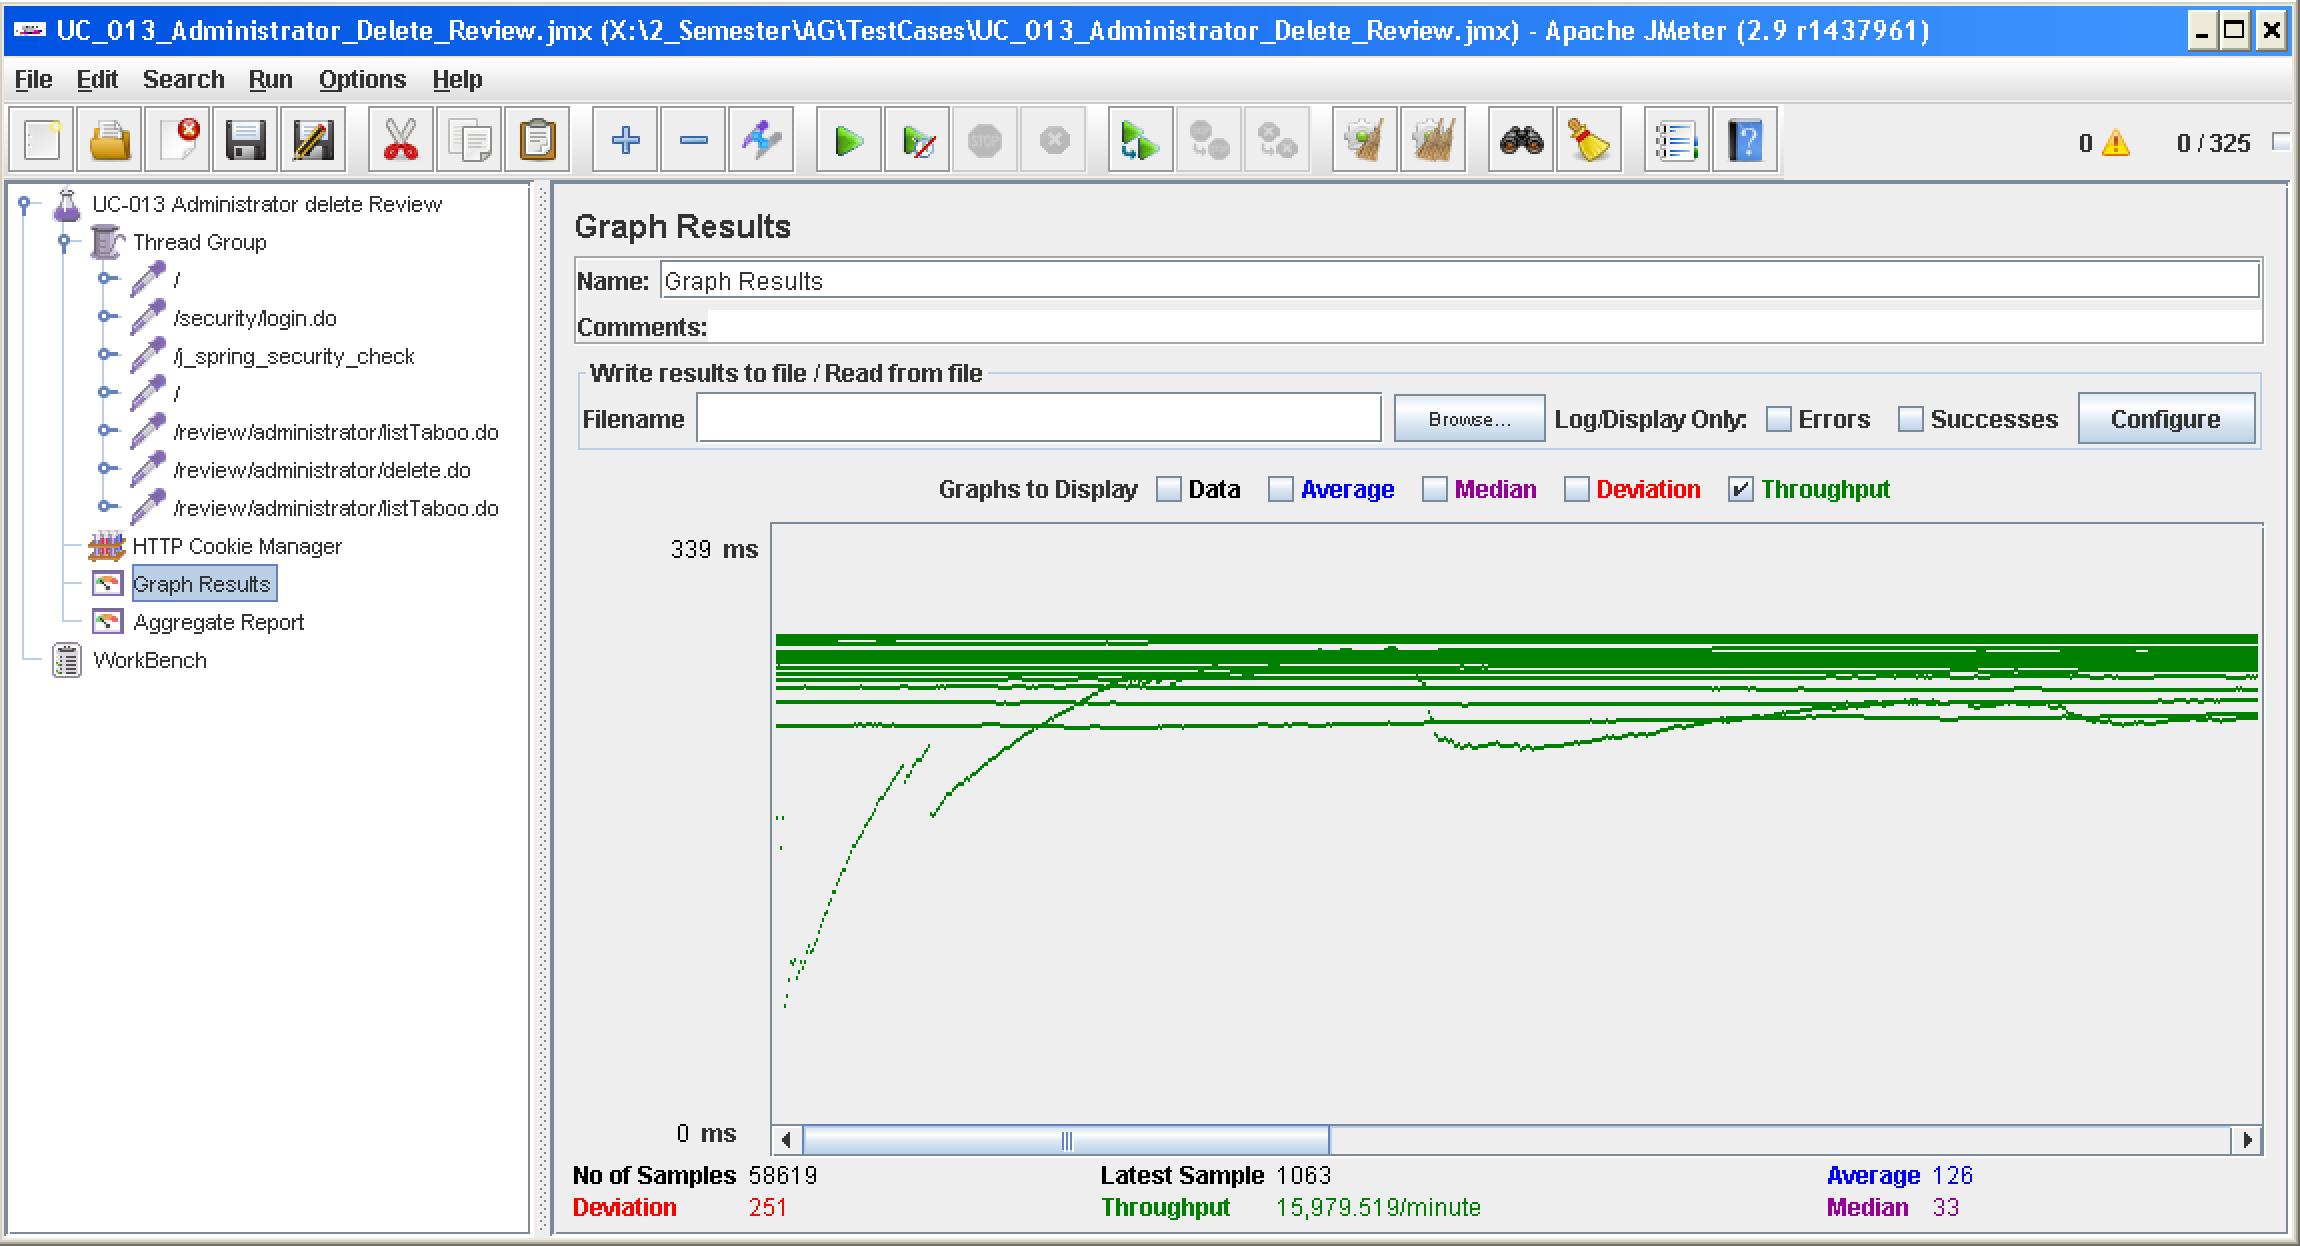 UC_013_Administrator_Delete_Review.jmx (X:\2_Semester\AG\TestCases\UC_013_Administrator_Delete_Review.jmx) - Apache JMeter (2.9 r1437961)
File Edit Search Run Options Help
STOP
0 0 / 325
UC-013 Administrator delete Review
Thread Group
/
/security/login.do
/j_spring_security_check
/
/review/administrator/listTaboo.do
/review/administrator/delete.do
/review/administrator/listTaboo.do
HTTP Cookie Manager
Graph Results
Aggregate Report
WorkBench
Graph Results
Name: Graph Results
Comments:
Write results to file / Read from file
Filename Browse... Log/Display Only: Errors Successes Configure
Graphs to Display Data Average Median Deviation Throughput
339 ms
0 ms
No of Samples 58619 Latest Sample 1063 Average 126
Deviation 251 Throughput 15,979.519/minute Median 33